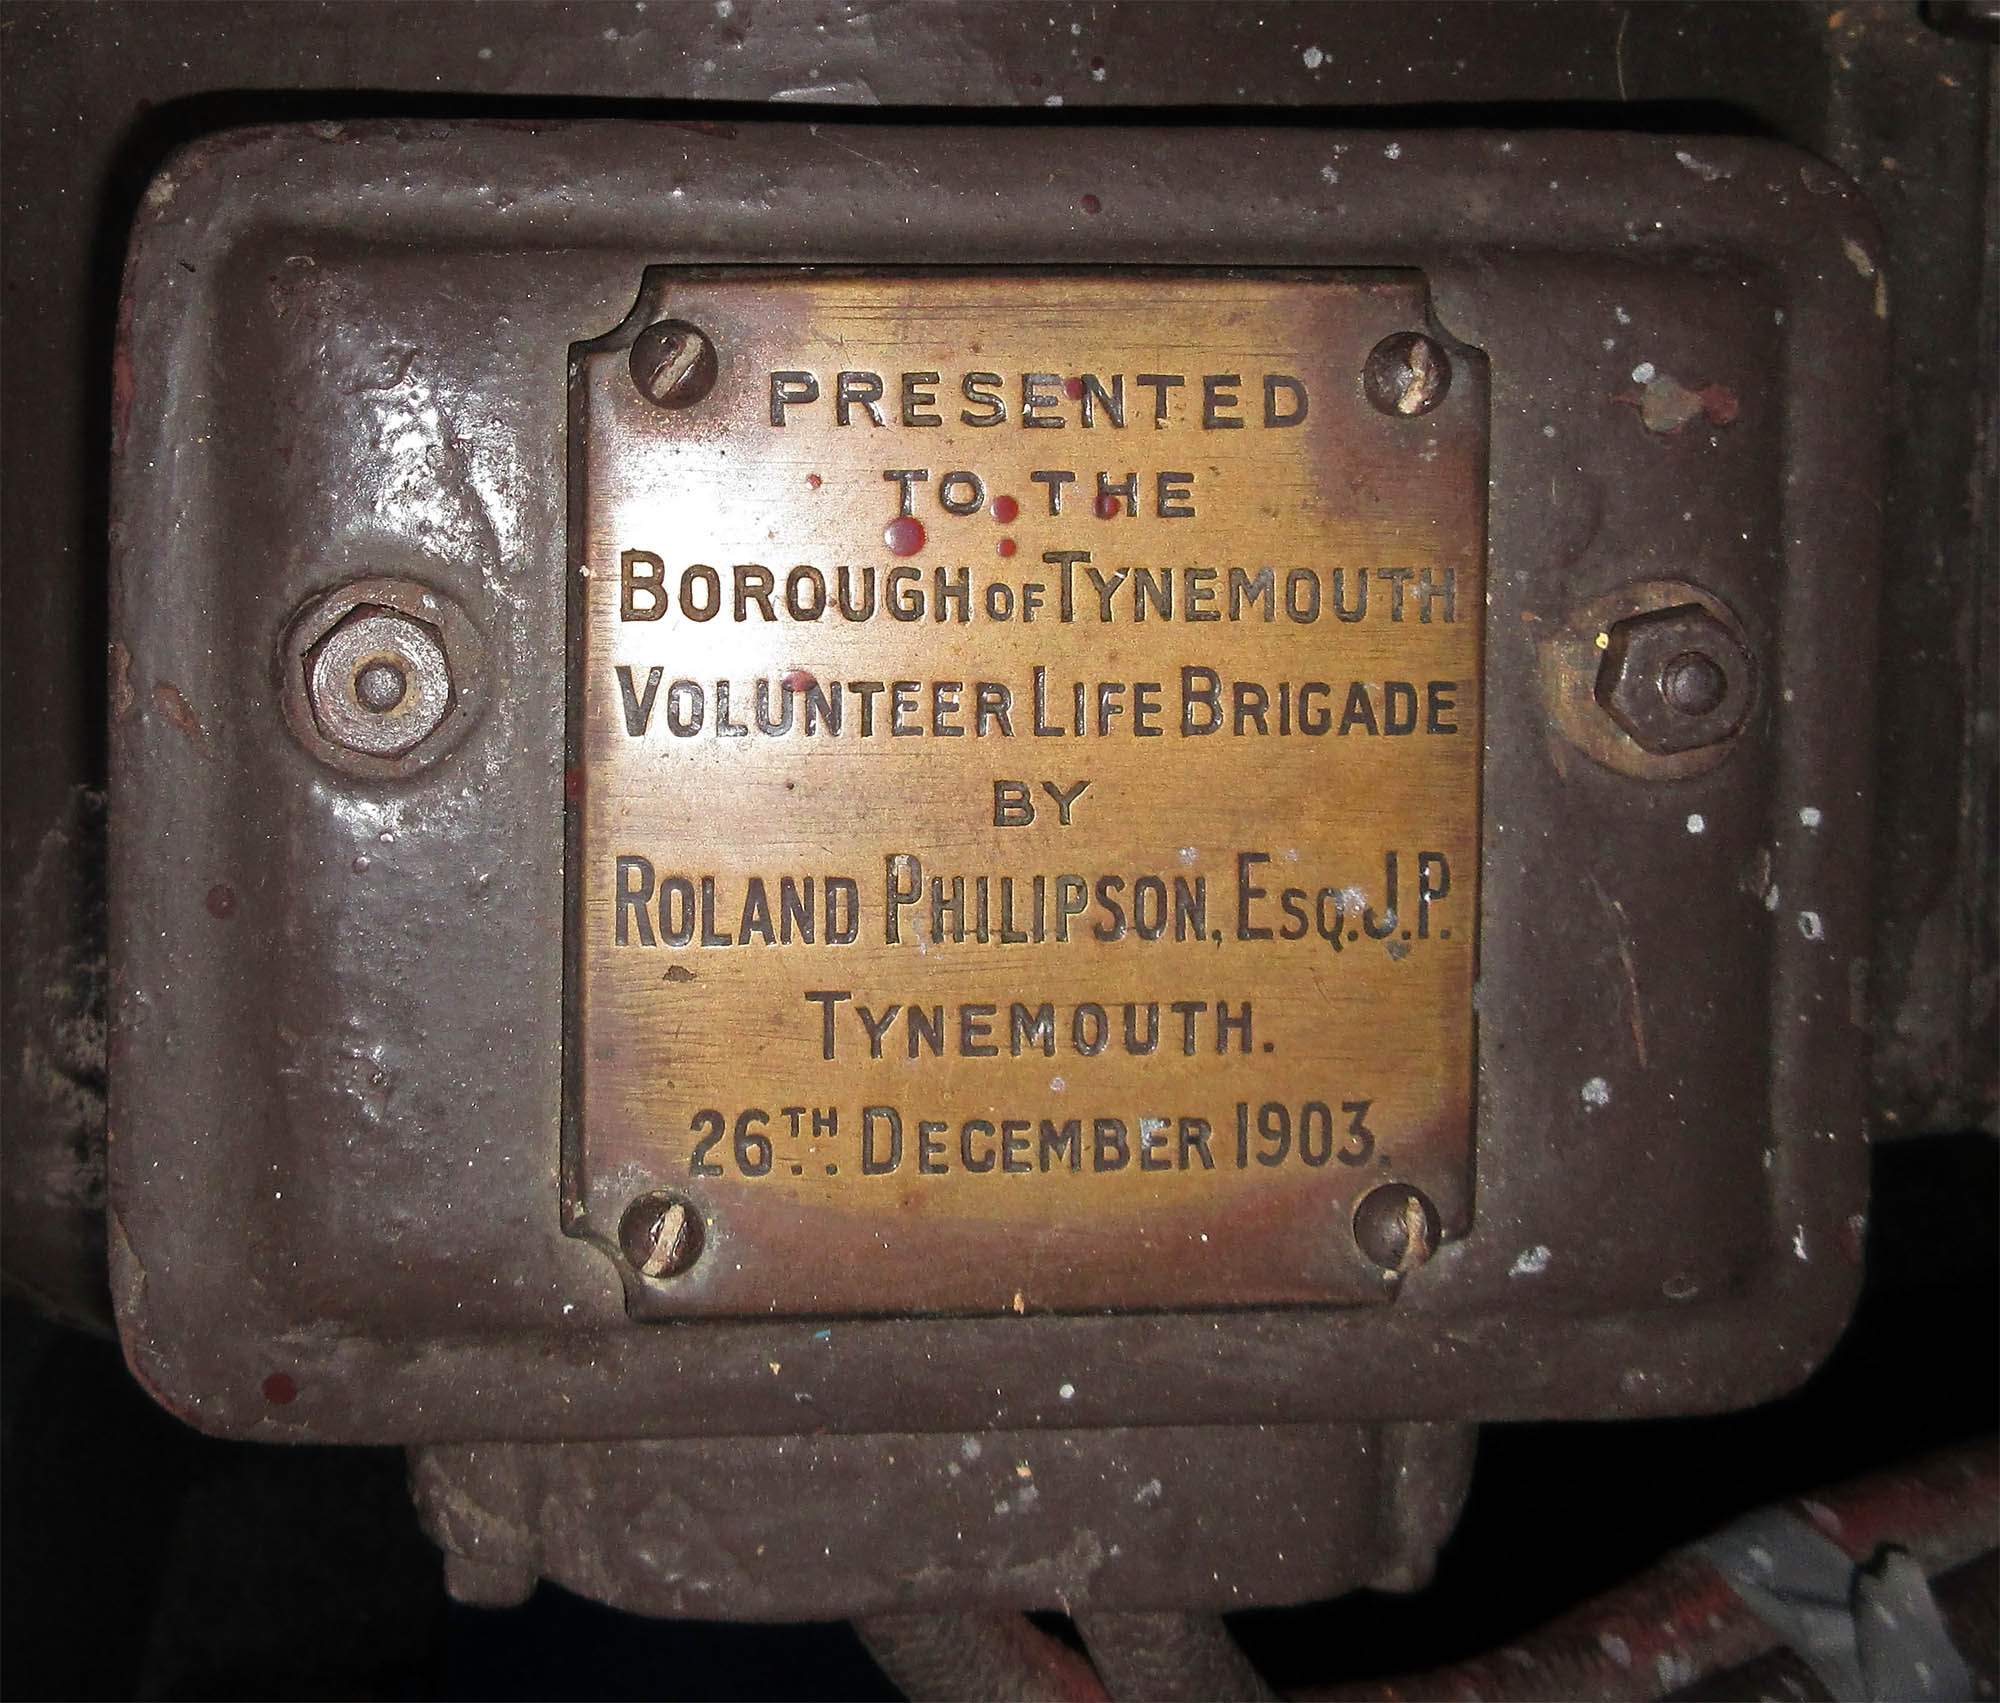 PRESENTED
TO THE
BOROUGH OF TYNEMOUTH
VOLUNTEER LIFE BRIGADE
BY
ROLAND PHILIPSON, ESQ. J.P.
TYNEMOUTH.
26TH DECEMBER 1903.